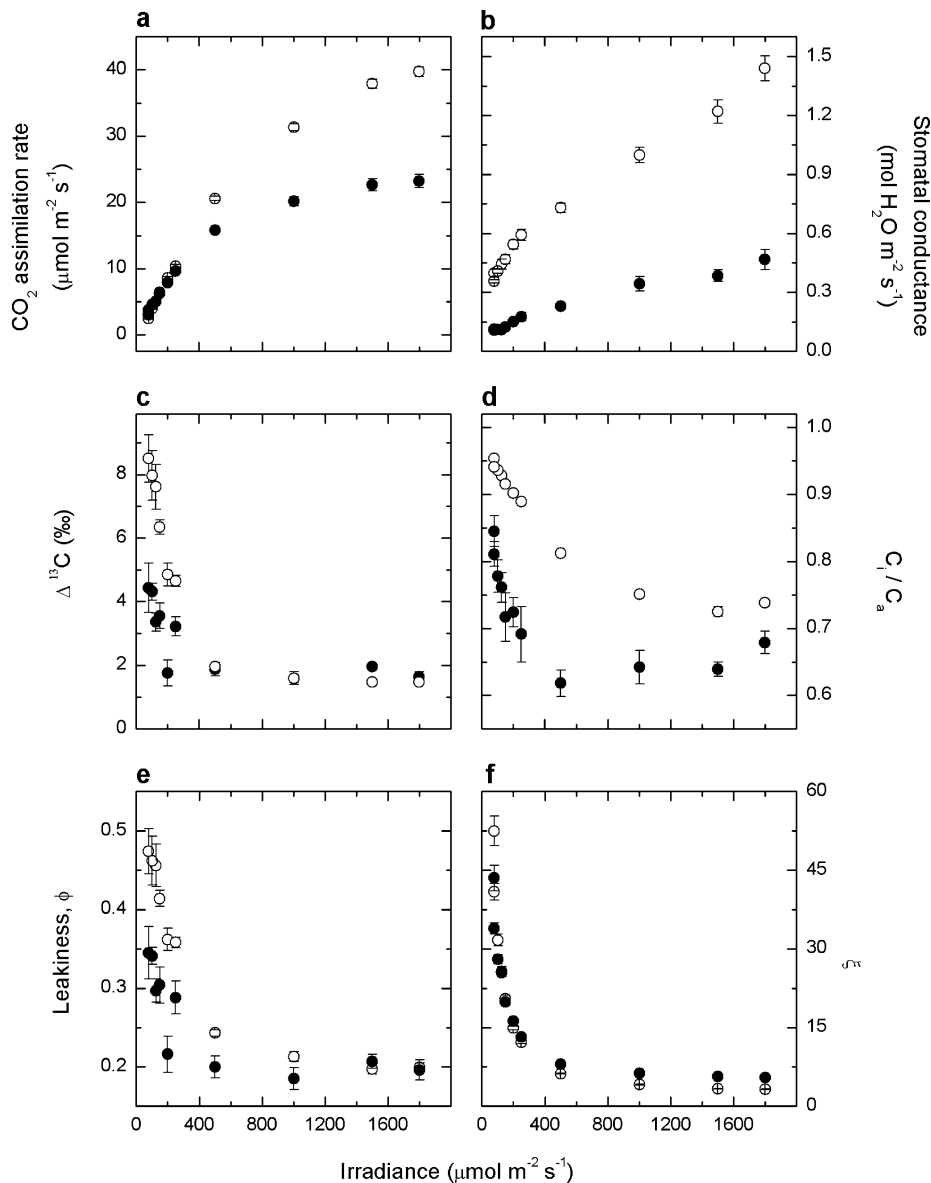 a
b
40
30
20
10
0
CO2 assimilation rate
(μmol m-2 s-1)
1.5
1.2
0.9
0.6
0.3
0.0
Stomatal conductance
(mol H2O m-2 s-1)
c
d
8
6
4
2
0
Δ 13C (‰)
1.0
0.9
0.8
0.7
0.6
Ci / Ca
e
f
0.5
0.4
0.3
0.2
Leakiness, ϕ
60
45
30
15
0
ξ
0 400 800 1200 1600
0 400 800 1200 1600
Irradiance (μmol m-2 s-1)